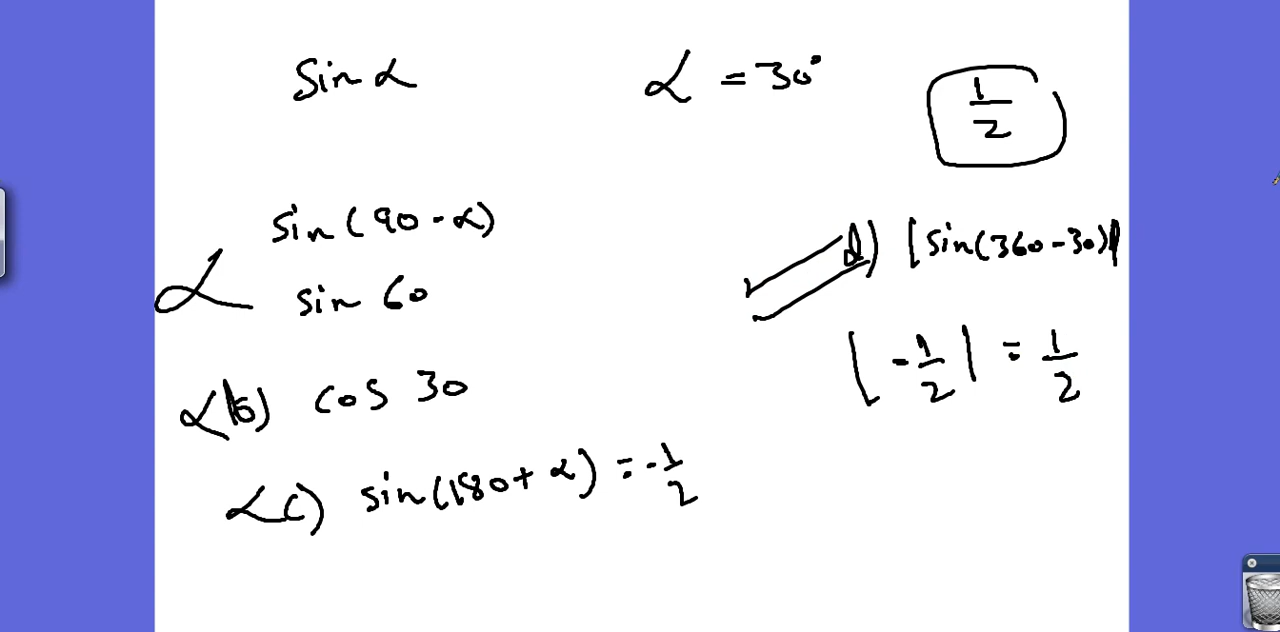 sin α α = 30° 1/2
sin(90 - α)
sin 60
b) cos 30
c) sin(180 + α) = -1/2
d) |sin(360 - 30)|
|-1/2| = 1/2